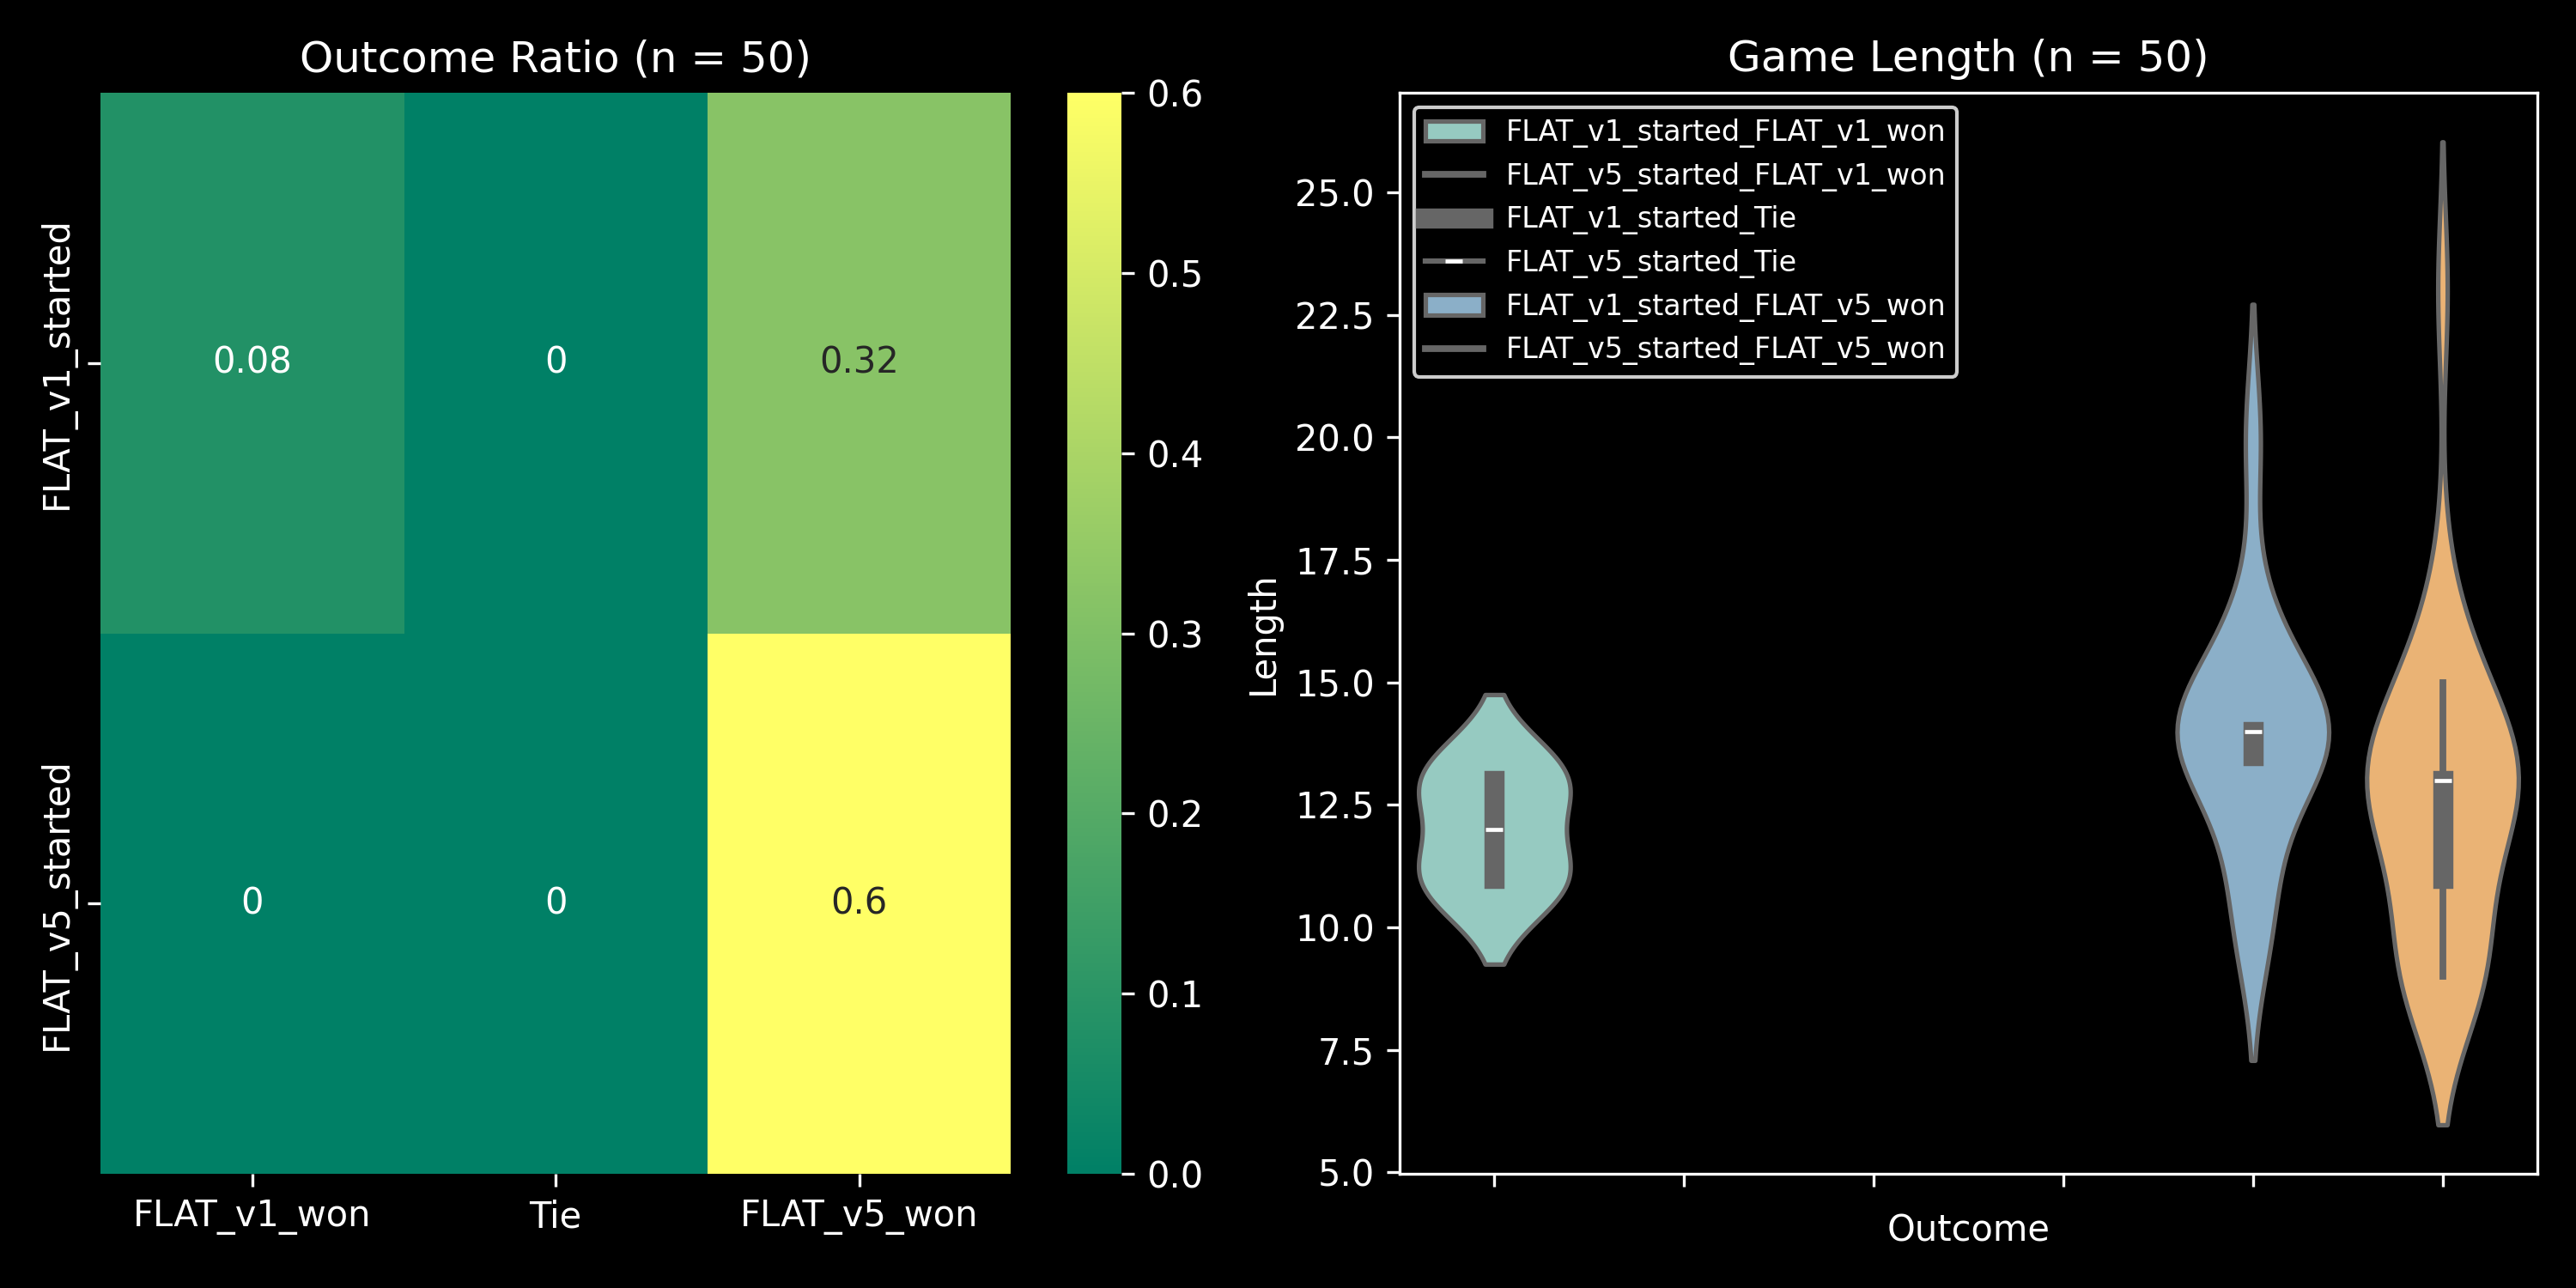 Outcome Ratio (n = 50)
FLAT_v1_started
FLAT_v5_started
0.08
0
0.32
0
0
0.6
FLAT_v1_won
Tie
FLAT_v5_won
0.6
0.5
0.4
0.3
0.2
0.1
0.0
Game Length (n = 50)
Length
25.0
22.5
20.0
17.5
15.0
12.5
10.0
7.5
5.0
FLAT_v1_started_FLAT_v1_won
FLAT_v5_started_FLAT_v1_won
FLAT_v1_started_Tie
FLAT_v5_started_Tie
FLAT_v1_started_FLAT_v5_won
FLAT_v5_started_FLAT_v5_won
Outcome